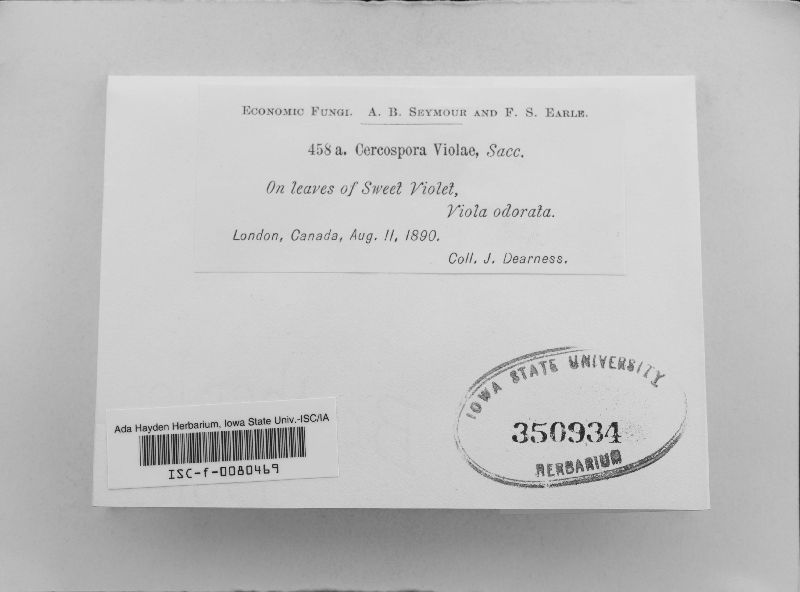 Economic Fungi. A. B. Seymour and F. S. Earle.
458 a. Cercospora Violae, Sacc.
On leaves of Sweet Violet,
Viola odorata.
London, Canada, Aug. 11, 1890.
Coll. J. Dearness.
IOWA STATE UNIVERSITY
350934
HERBARIUM
Ada Hayden Herbarium, Iowa State Univ.-ISC/IA
ISC-f-0080469